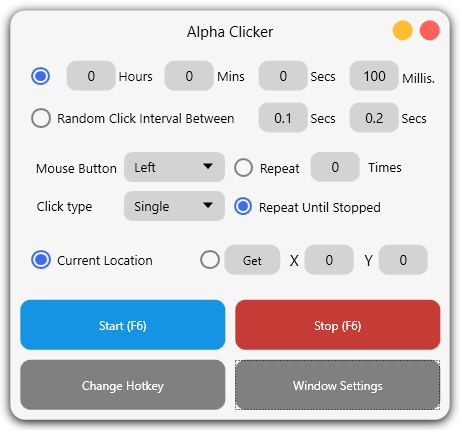 Alpha Clicker
0 Hours 0 Mins 0 Secs 100 Millis.
Random Click Interval Between 0.1 Secs 0.2 Secs
Mouse Button Left Repeat 0 Times
Click type Single Repeat Until Stopped
Current Location Get X 0 Y 0
Start (F6) Stop (F6)
Change Hotkey Window Settings